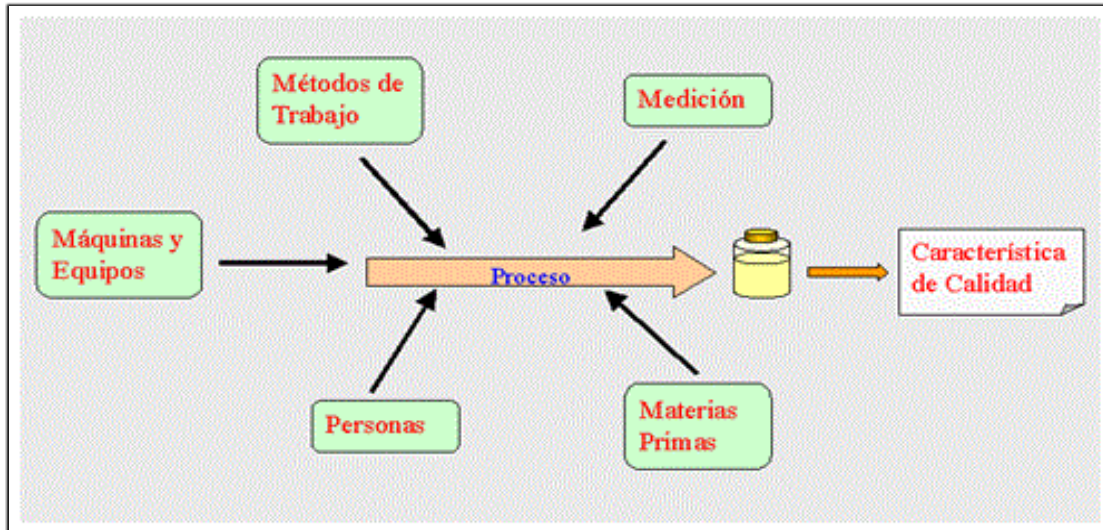 Métodos de
Trabajo
Medición
Máquinas y
Equipos
Proceso
Característica
de Calidad
Personas
Materias
Primas